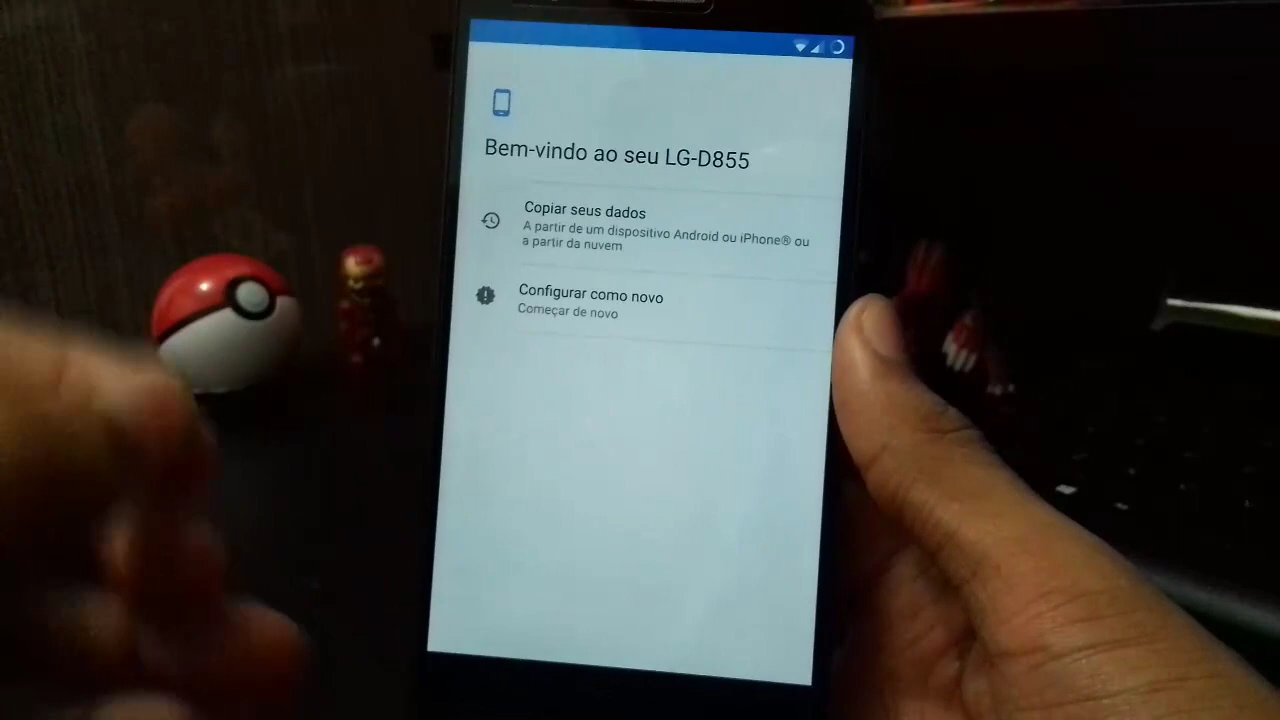 Bem-vindo ao seu LG-D855
Copiar seus dados
A partir de um dispositivo Android ou iPhone® ou
a partir da nuvem
Configurar como novo
Começar de novo